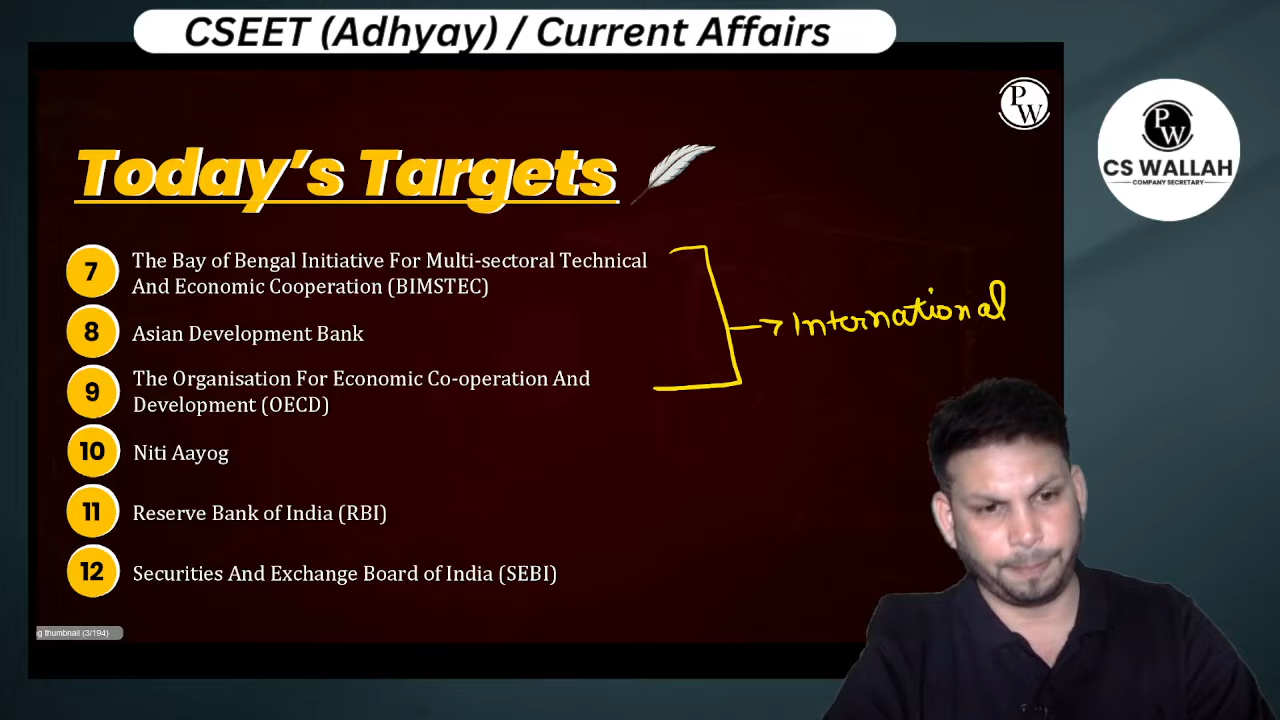 CSEET (Adhyay) / Current Affairs
PW
PW
CS WALLAH
COMPANY SECRETARY
Today's Targets
7 The Bay of Bengal Initiative For Multi-sectoral Technical
And Economic Cooperation (BIMSTEC)
International
8 Asian Development Bank
9 The Organisation For Economic Co-operation And
Development (OECD)
10 Niti Aayog
11 Reserve Bank of India (RBI)
12 Securities And Exchange Board of India (SEBI)
g thumbnail (3/194)